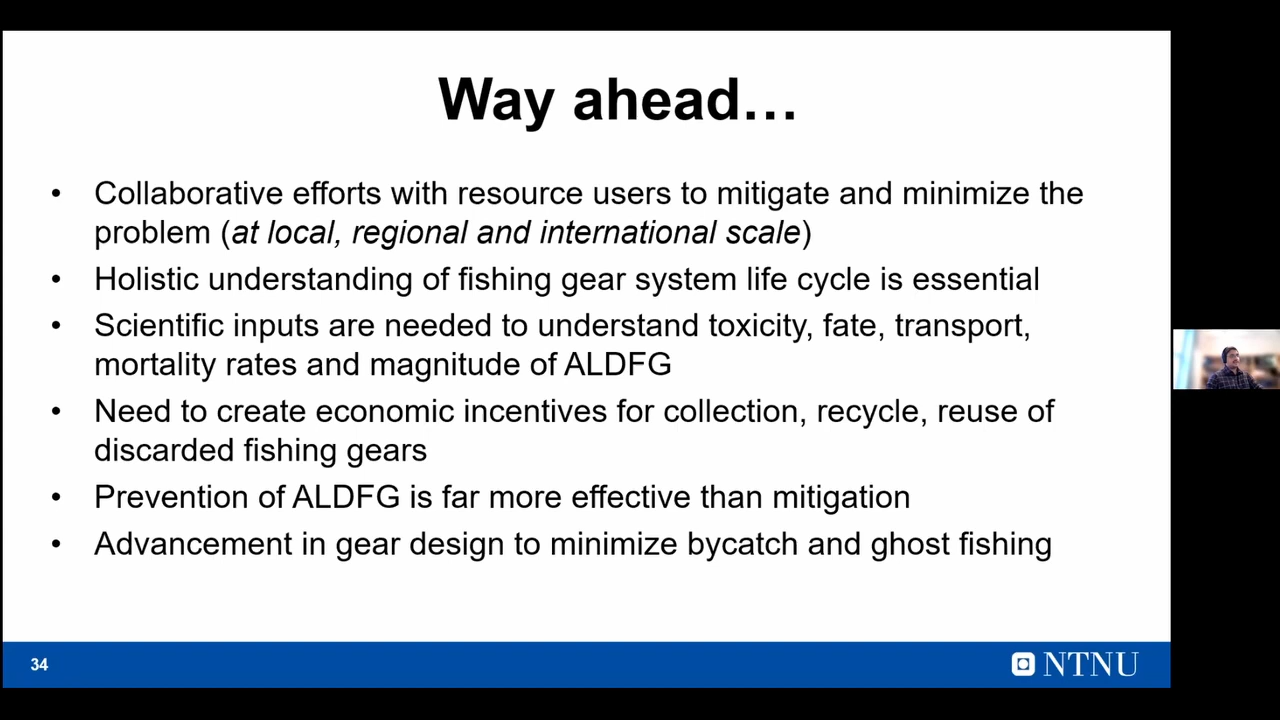 Way ahead…
• Collaborative efforts with resource users to mitigate and minimize the
problem (at local, regional and international scale)
• Holistic understanding of fishing gear system life cycle is essential
• Scientific inputs are needed to understand toxicity, fate, transport,
mortality rates and magnitude of ALDFG
• Need to create economic incentives for collection, recycle, reuse of
discarded fishing gears
• Prevention of ALDFG is far more effective than mitigation
• Advancement in gear design to minimize bycatch and ghost fishing
34
NTNU